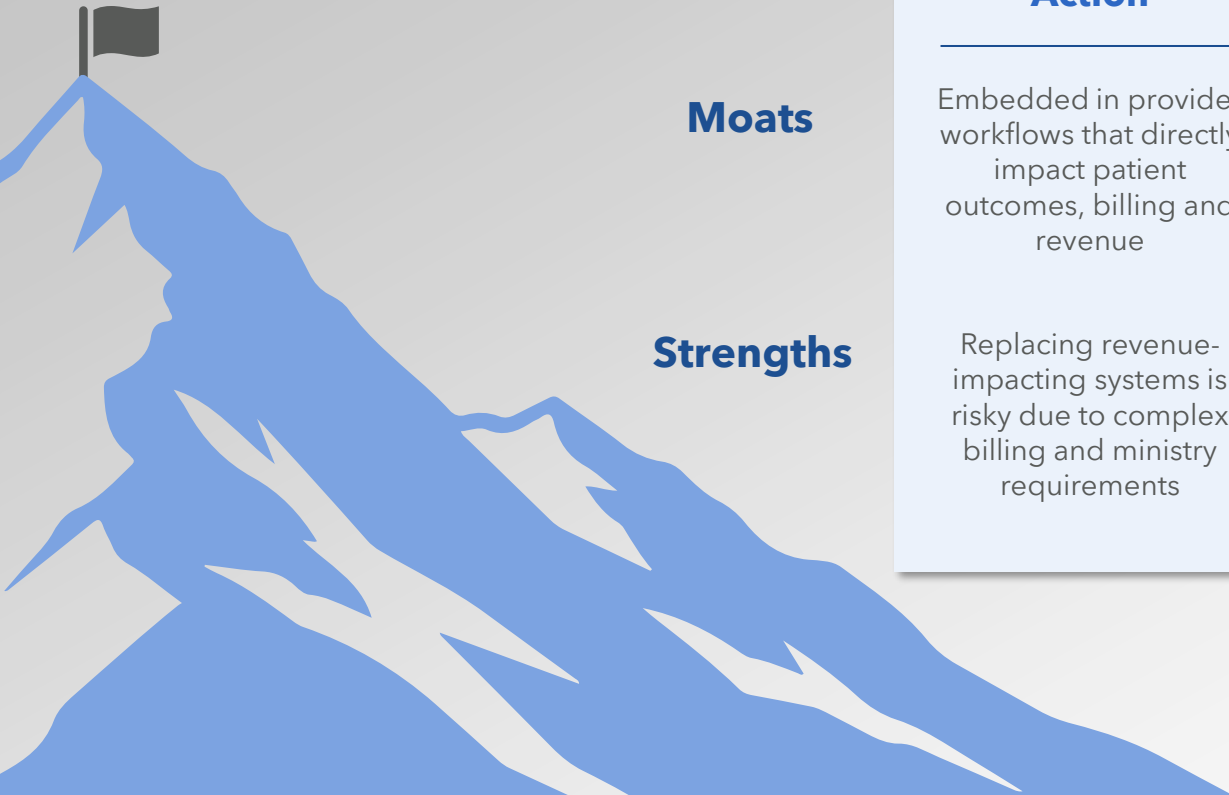 Action
Moats
Embedded in provide
workflows that directly
impact patient
outcomes, billing and
revenue
Strengths
Replacing revenue-
impacting systems is
risky due to complex
billing and ministry
requirements